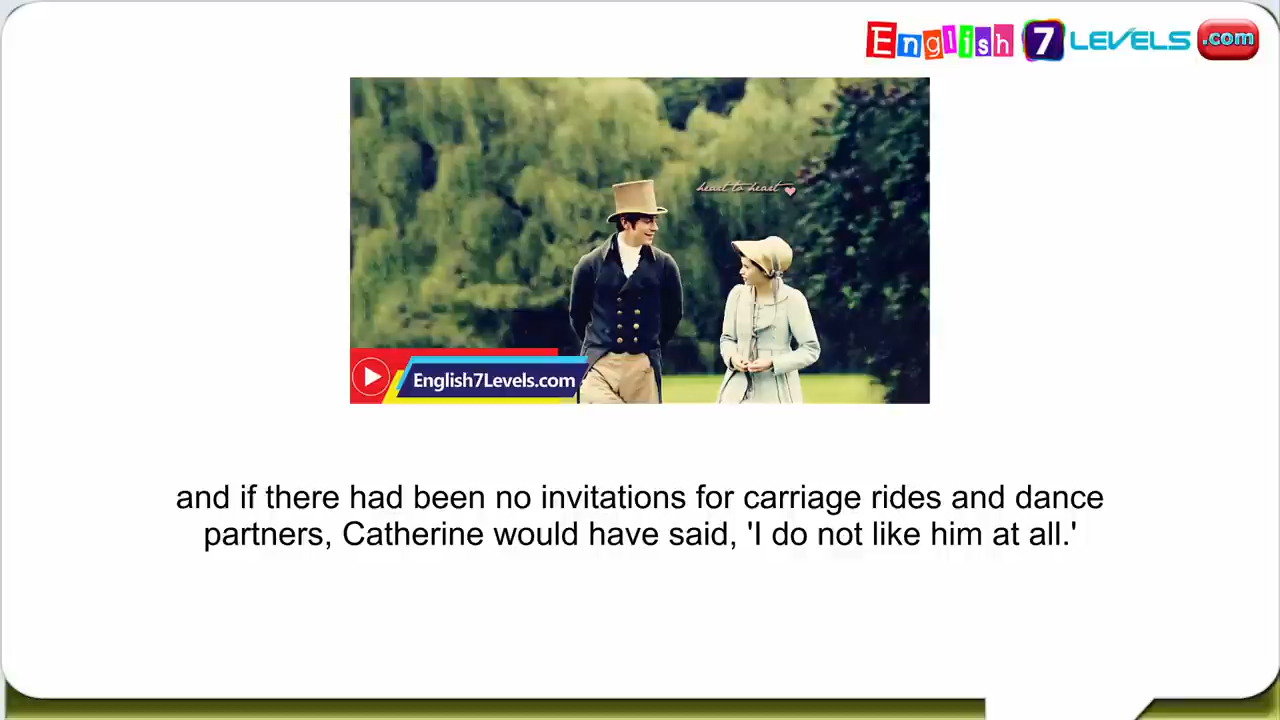 English 7 LEVELS .com
heart to heart
English7Levels.com
and if there had been no invitations for carriage rides and dance
partners, Catherine would have said, 'I do not like him at all.'